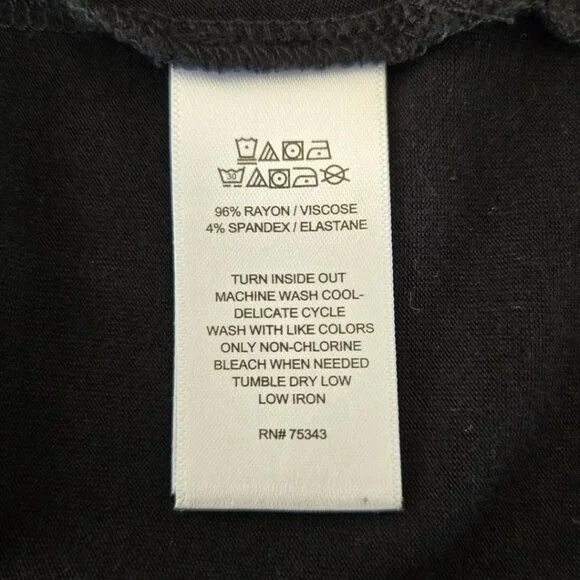 30
96% RAYON / VISCOSE
4% SPANDEX / ELASTANE
TURN INSIDE OUT
MACHINE WASH COOL-
DELICATE CYCLE
WASH WITH LIKE COLORS
ONLY NON-CHLORINE
BLEACH WHEN NEEDED
TUMBLE DRY LOW
LOW IRON
RN# 75343